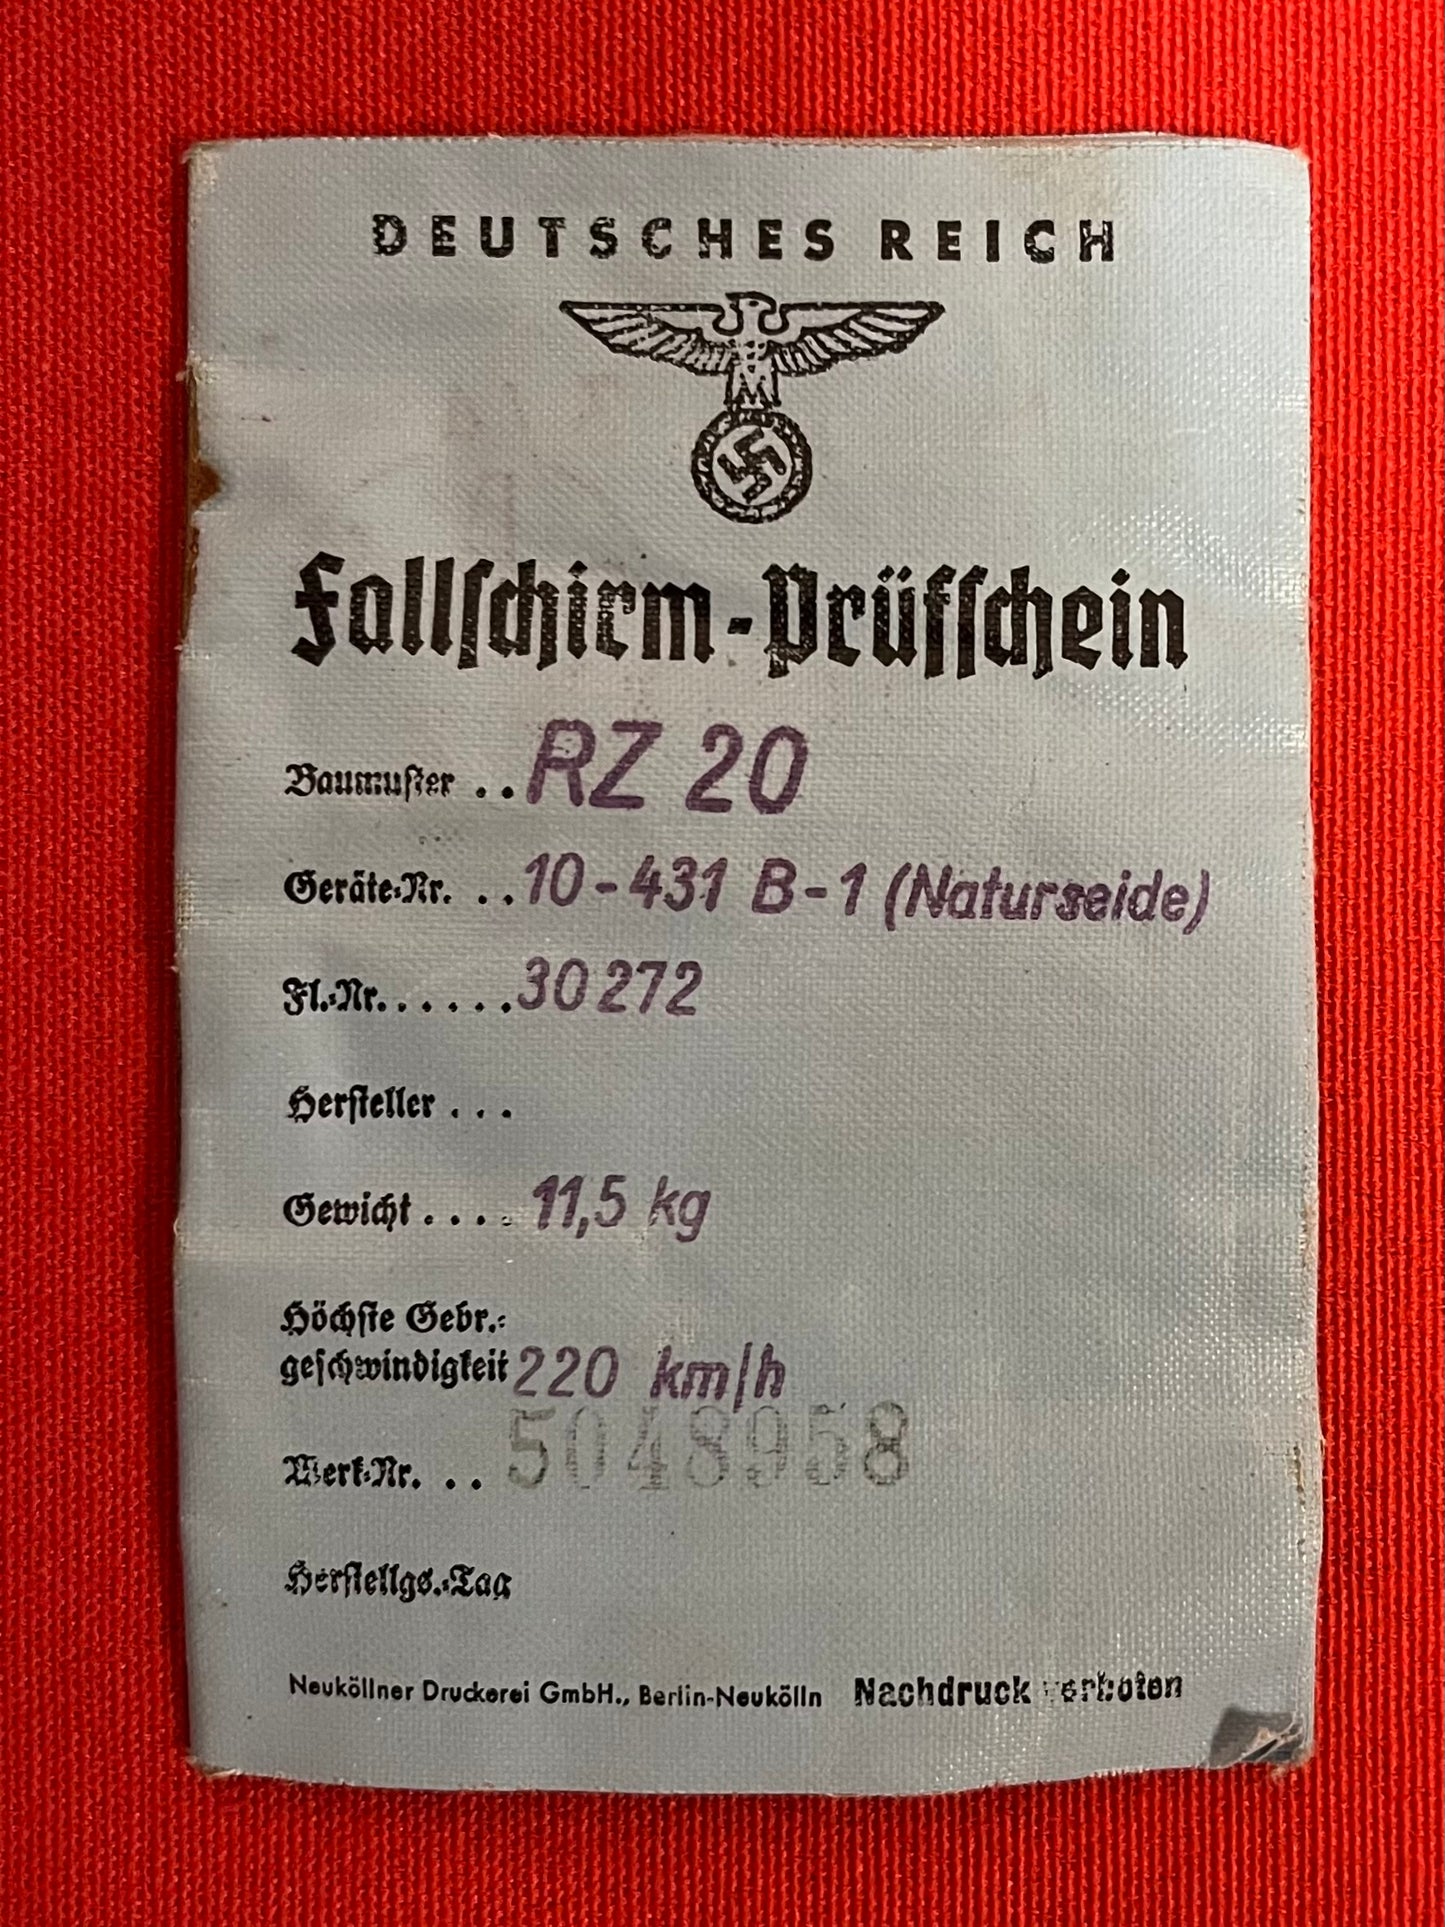 DEUTSCHES REICH
Fallschirm-Prüfschein
Baumuster .. RZ 20
Geräte-Nr. .. 10-431 B-1 (Naturseide)
Fl.-Nr. ...... 30272
Hersteller ...
Gewicht .... 11,5 kg
Höchste Gebr.-
geschwindigkeit 220 km/h
Werk-Nr. .. 5048958
Herstellgs.-Tag
Neuköllner Druckerei GmbH., Berlin-Neukölln Nachdruck verboten